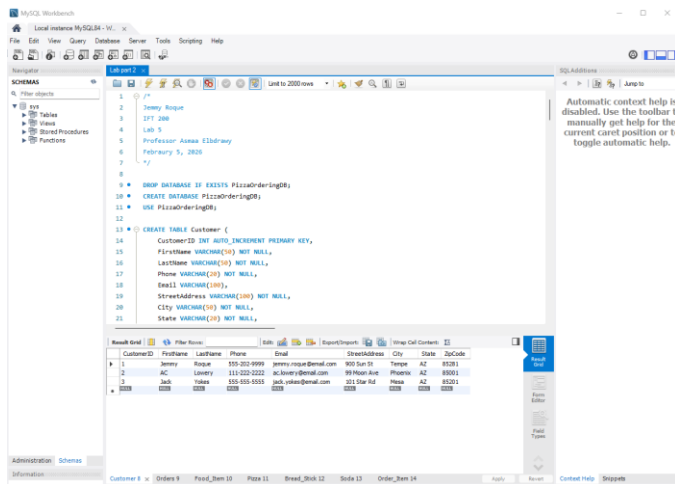 MySQL Workbench
Local instance MySQL84 - W... ×
File Edit View Query Database Server Tools Scripting Help
Navigator
SCHEMAS
Filter objects
sys
Tables
Views
Stored Procedures
Functions
Administration Schemas
Information
Lab part 2 ×
Limit to 2000 rows
1 /*
2 Jemmy Roque
3 IFT 200
4 Lab 5
5 Professor Asmaa Elbdrawy
6 Febraury 5, 2026
7 */
8
9 DROP DATABASE IF EXISTS PizzaOrderingDB;
10 CREATE DATABASE PizzaOrderingDB;
11 USE PizzaOrderingDB;
12
13 CREATE TABLE Customer (
14 CustomerID INT AUTO_INCREMENT PRIMARY KEY,
15 FirstName VARCHAR(50) NOT NULL,
16 LastName VARCHAR(50) NOT NULL,
17 Phone VARCHAR(20) NOT NULL,
18 Email VARCHAR(100),
19 StreetAddress VARCHAR(100) NOT NULL,
20 City VARCHAR(50) NOT NULL,
21 State VARCHAR(20) NOT NULL,
Result Grid Filter Rows: Edit: Export/Import: Wrap Cell Content:
CustomerID FirstName LastName Phone Email StreetAddress City State ZipCode
1 Jemmy Roque 555-202-9999 jemmy.roque@email.com 900 Sun St Tempe AZ 85281
2 AC Lowery 111-222-2222 ac.lowery@email.com 99 Moon Ave Phoenix AZ 85001
3 Jack Yokes 555-555-5555 jack.yokes@email.com 101 Star Rd Mesa AZ 85201
NULL NULL NULL NULL NULL NULL NULL NULL NULL
Result Grid
Form Editor
Field Types
Customer 8 × Orders 9 Food_Item 10 Pizza 11 Bread_Stick 12 Soda 13 Order_Item 14 Apply Revert
SQLAdditions
Jump to
Automatic context help is
disabled. Use the toolbar t
manually get help for the
current caret position or t
toggle automatic help.
Context Help Snippets